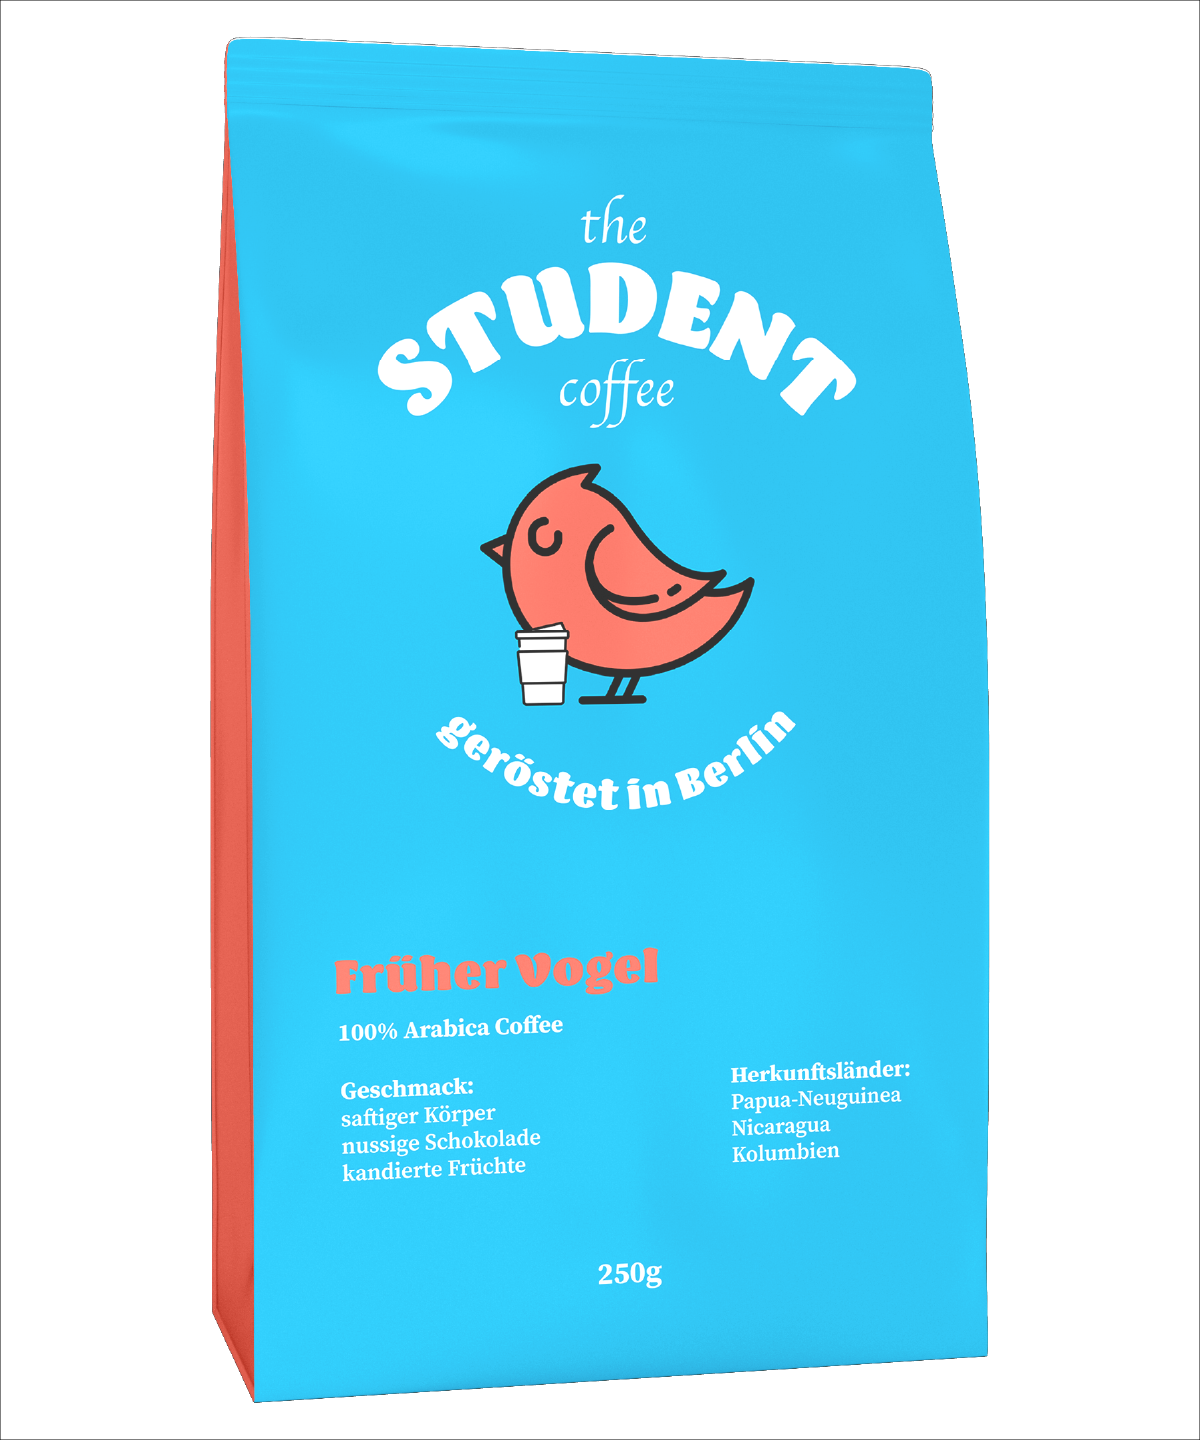 the
STUDENT
coffee
geröstet in Berlin
Früher Vogel
100% Arabica Coffee
Geschmack:
saftiger Körper
nussige Schokolade
kandierte Früchte
Herkunftsländer:
Papua-Neuguinea
Nicaragua
Kolumbien
250g